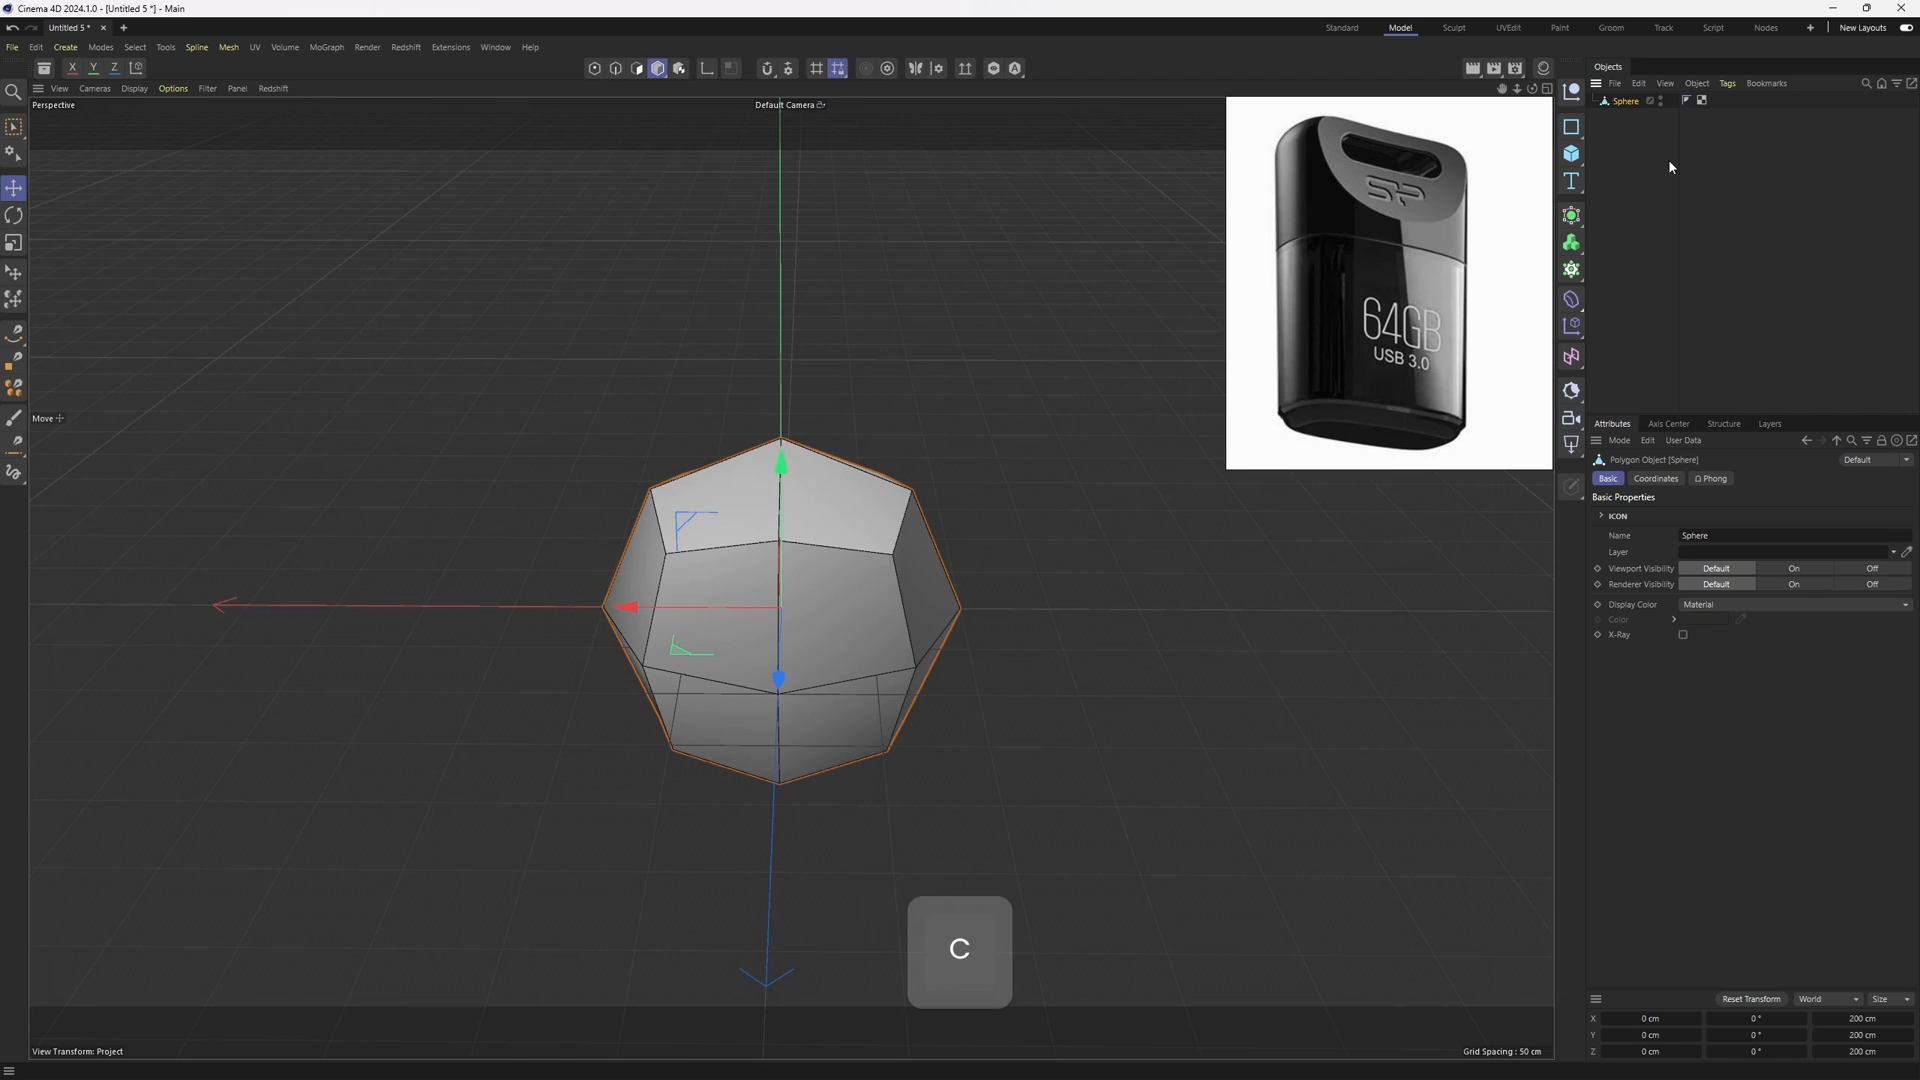 Cinema 4D 2024.1.0 - [Untitled 5 *] - Main
Untitled 5 *
Standard Model Sculpt UVEdit Paint Groom Track Script Nodes New Layouts
File Edit Create Modes Select Tools Spline Mesh UV Volume MoGraph Render Redshift Extensions Window Help
X Y Z
Objects
View Cameras Display Options Filter Panel Redshift
File Edit View Object Tags Bookmarks
Perspective
Default Camera
Sphere
SP
64GB
USB 3.0
Move
Attributes Axis Center Structure Layers
Mode Edit User Data
Polygon Object [Sphere]
Default
Basic Coordinates Phong
Basic Properties
ICON
Name Sphere
Layer
Viewport Visibility Default On Off
Renderer Visibility Default On Off
Display Color Material
Color
X-Ray
C
Reset Transform World Size
X 0 cm 0 ° 200 cm
Y 0 cm 0 ° 200 cm
Z 0 cm 0 ° 200 cm
View Transform: Project
Grid Spacing : 50 cm